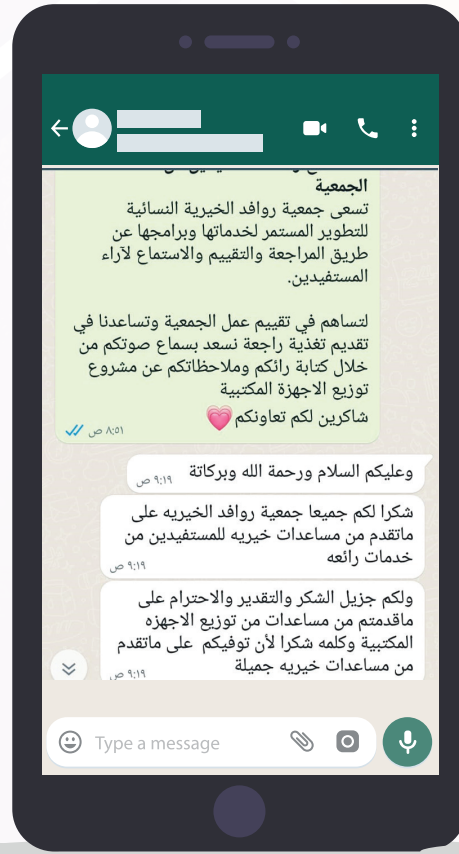 الجمعية
تسعى جمعية روافد الخيرية النسائية
للتطوير المستمر لخدماتها وبرامجها عن
طريق المراجعة والتقييم والاستماع لآراء
المستفيدين.
لتساهم في تقييم عمل الجمعية وتساعدنا في
تقديم تغذية راجعة نسعد بسماع صوتكم من
خلال كتابة رائكم وملاحظاتكم عن مشروع
توزيع الاجهزة المكتبية
شاكرين لكم تعاونكم
٨:٥١ ص
وعليكم السلام ورحمة الله وبركاتة
٩:١٩ ص
شكرا لكم جميعا جمعية روافد الخيريه على
ماتقدم من مساعدات خيريه للمستفيدين من
خدمات رائعه
٩:١٩ ص
ولكم جزيل الشكر والتقدير والاحترام على
ماقدمتم من مساعدات من توزيع الاجهزه
المكتبية وكلمه شكرا لأن توفيكم على ماتقدم
من مساعدات خيريه جميلة
٩:١٩ ص
Type a message